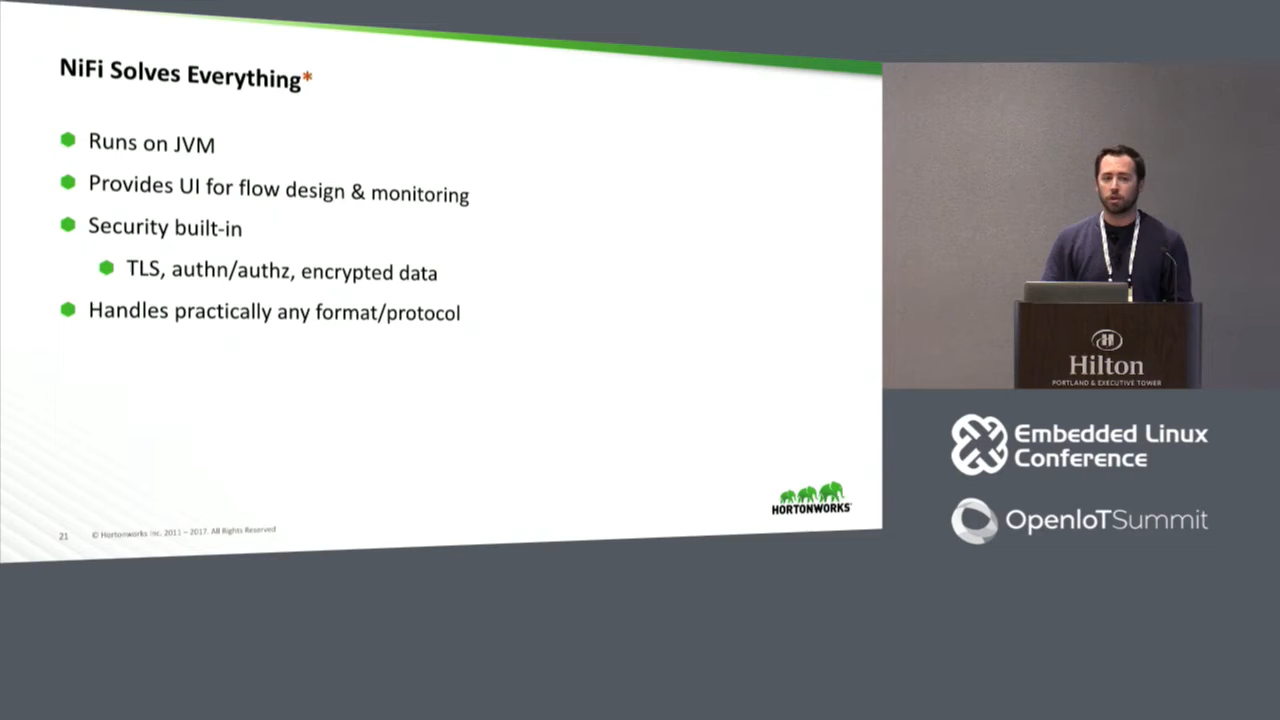 NiFi Solves Everything*
Runs on JVM
Provides UI for flow design & monitoring
Security built-in
TLS, authn/authz, encrypted data
Handles practically any format/protocol
HORTONWORKS
21 © Hortonworks Inc. 2011 – 2017. All Rights Reserved
Hilton
PORTLAND & EXECUTIVE TOWER
Embedded Linux
Conference
OpenIoTSummit